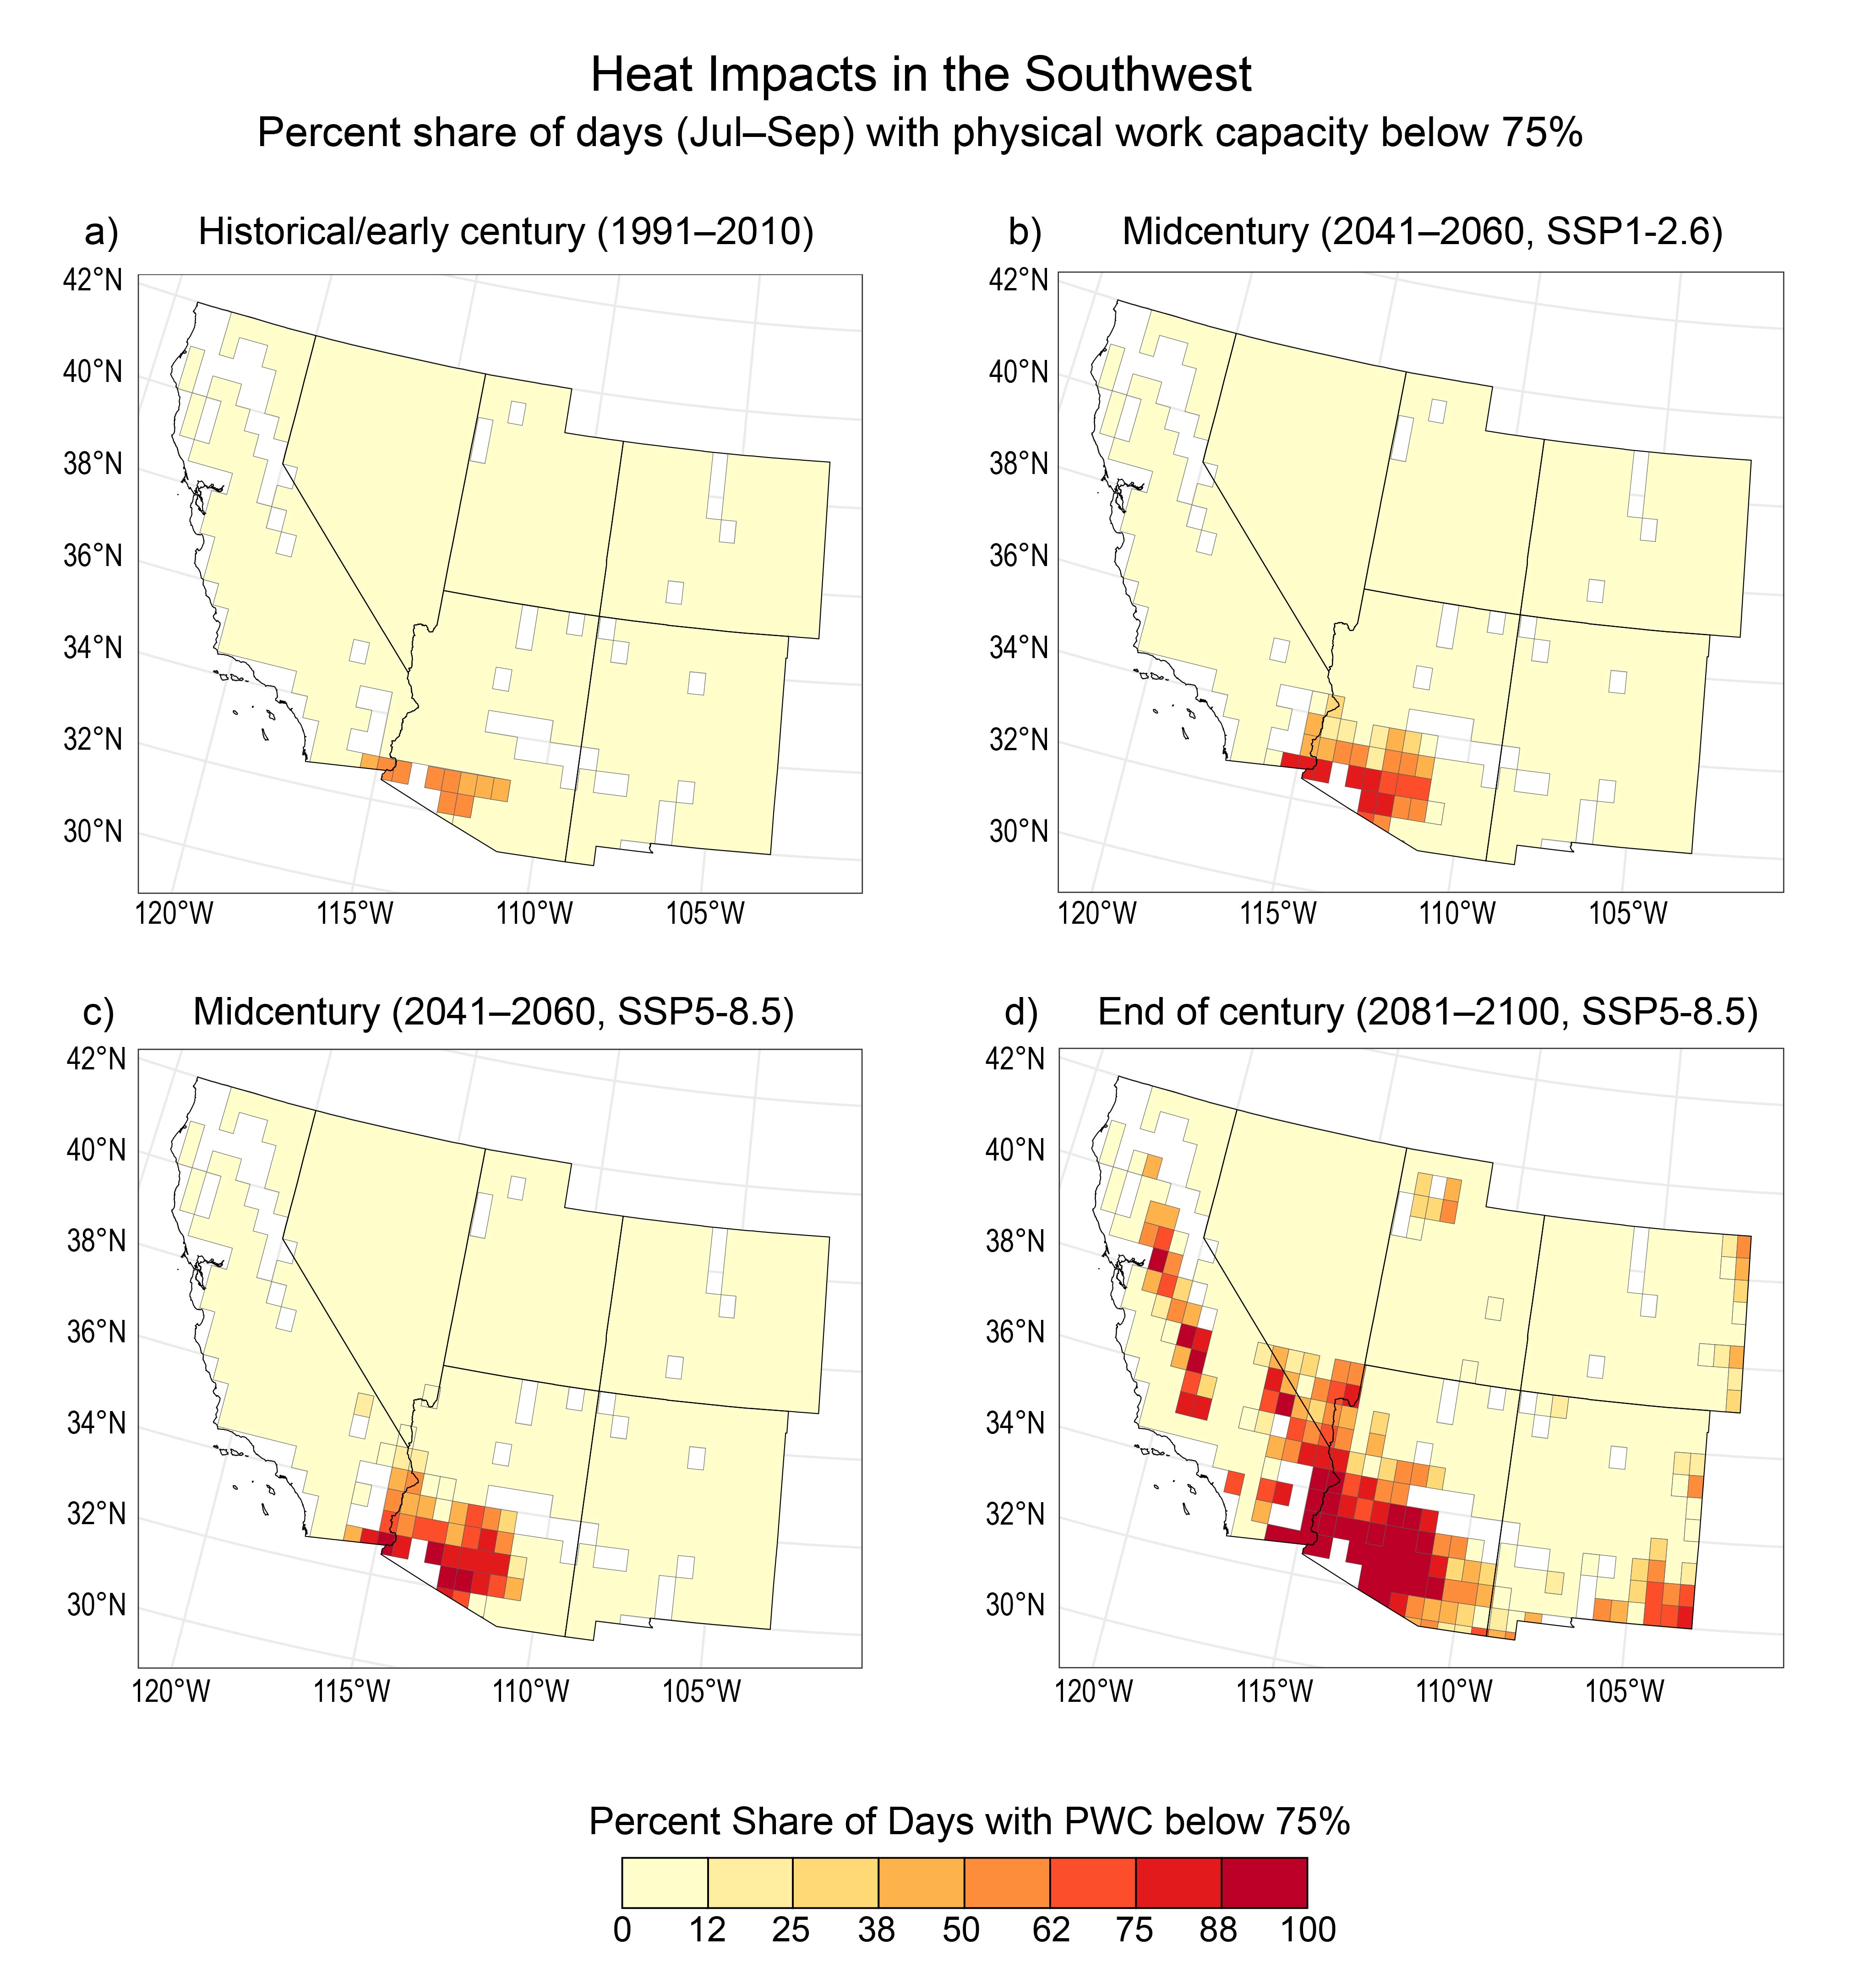 Heat Impacts in the Southwest
Percent share of days (Jul–Sep) with physical work capacity below 75%
a) Historical/early century (1991–2010)
42°N
40°N
38°N
36°N
34°N
32°N
30°N
120°W 115°W 110°W 105°W
b) Midcentury (2041–2060, SSP1-2.6)
42°N
40°N
38°N
36°N
34°N
32°N
30°N
120°W 115°W 110°W 105°W
c) Midcentury (2041–2060, SSP5-8.5)
42°N
40°N
38°N
36°N
34°N
32°N
30°N
120°W 115°W 110°W 105°W
d) End of century (2081–2100, SSP5-8.5)
42°N
40°N
38°N
36°N
34°N
32°N
30°N
120°W 115°W 110°W 105°W
Percent Share of Days with PWC below 75%
0 12 25 38 50 62 75 88 100